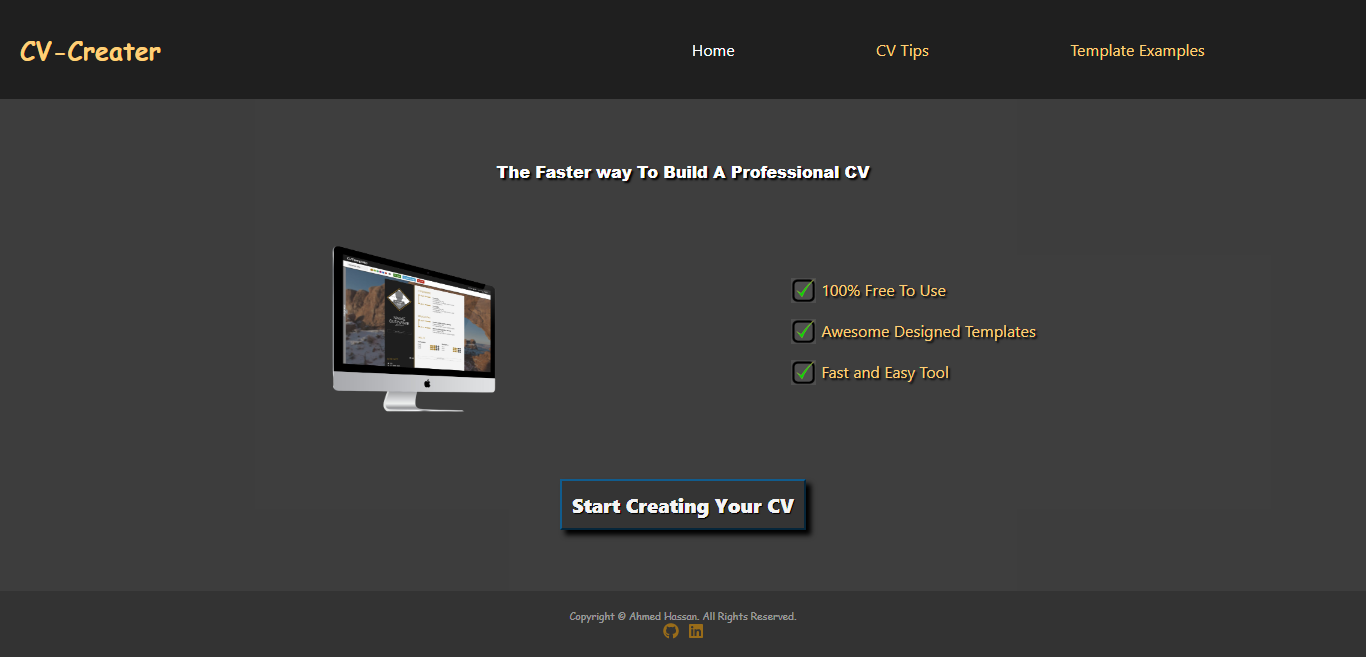 CV-Creater
Home
CV Tips
Template Examples
The Faster way To Build A Professional CV
100% Free To Use
Awesome Designed Templates
Fast and Easy Tool
Start Creating Your CV
Copyright © Ahmed Hassan. All Rights Reserved.